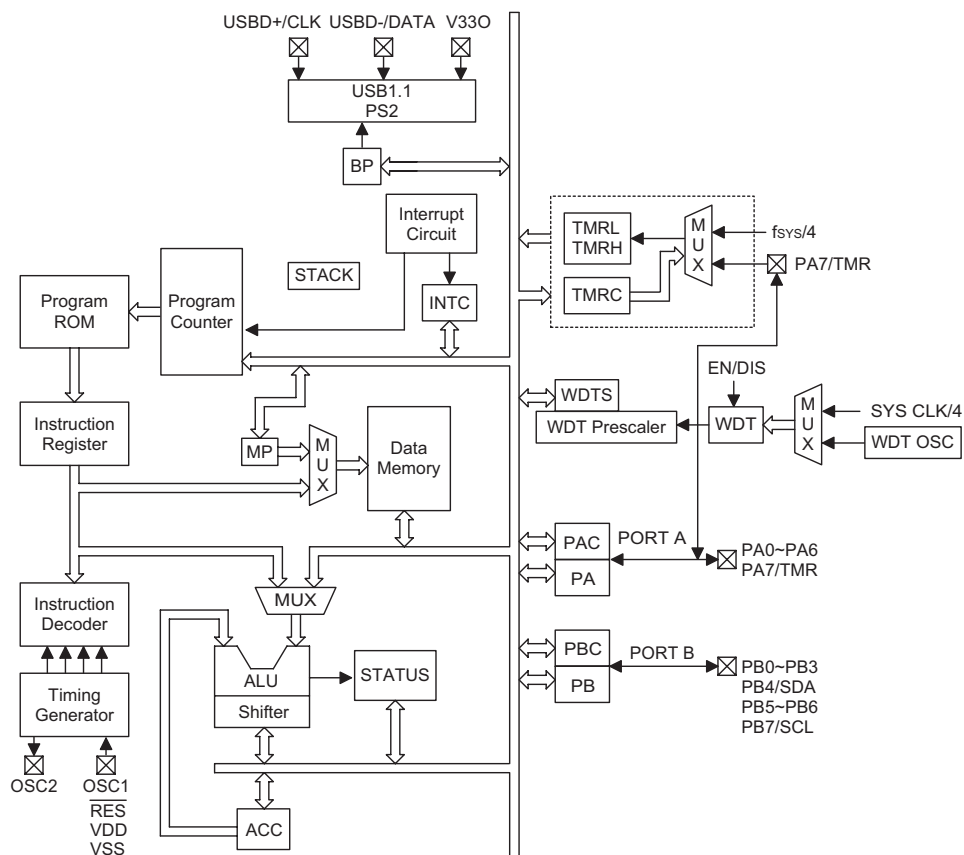 USBD+/CLK USBD-/DATA V33O
USB1.1
PS2
BP
Interrupt
Circuit
STACK
INTC
Program
ROM
Program
Counter
TMRL
TMRH
TMRC
MUX
fSYS/4
PA7/TMR
EN/DIS
WDTS
WDT Prescaler
WDT
MUX
SYS CLK/4
WDT OSC
Instruction
Register
MP
MUX
Data
Memory
PAC
PA
PORT A
PA0~PA6
PA7/TMR
Instruction
Decoder
MUX
ALU
Shifter
STATUS
PBC
PB
PORT B
PB0~PB3
PB4/SDA
PB5~PB6
PB7/SCL
Timing
Generator
OSC2
OSC1
RES
VDD
VSS
ACC